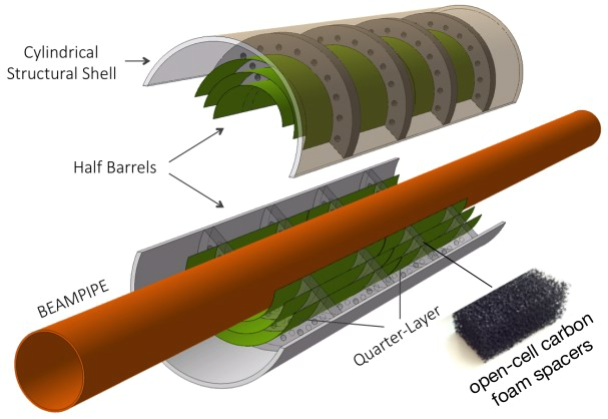 Cylindrical
Structural Shell
Half Barrels
BEAMPIPE
Quarter-Layer
open-cell carbon
foam spacers